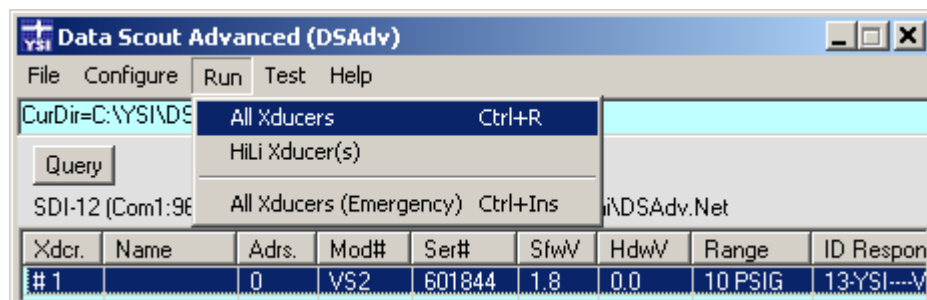 YSI Data Scout Advanced (DSAdv)
File Configure Run Test Help
CurDir=C:\YSI\DS
All Xducers Ctrl+R
HiLi Xducer(s)
Query
All Xducers (Emergency) Ctrl+Ins
SDI-12 (Com1:96 i\DSAdv.Net
Xdcr. Name Adrs. Mod# Ser# SfwV HdwV Range ID Respon
# 1 0 VS2 601844 1.8 0.0 10 PSIG 13-YSI----V